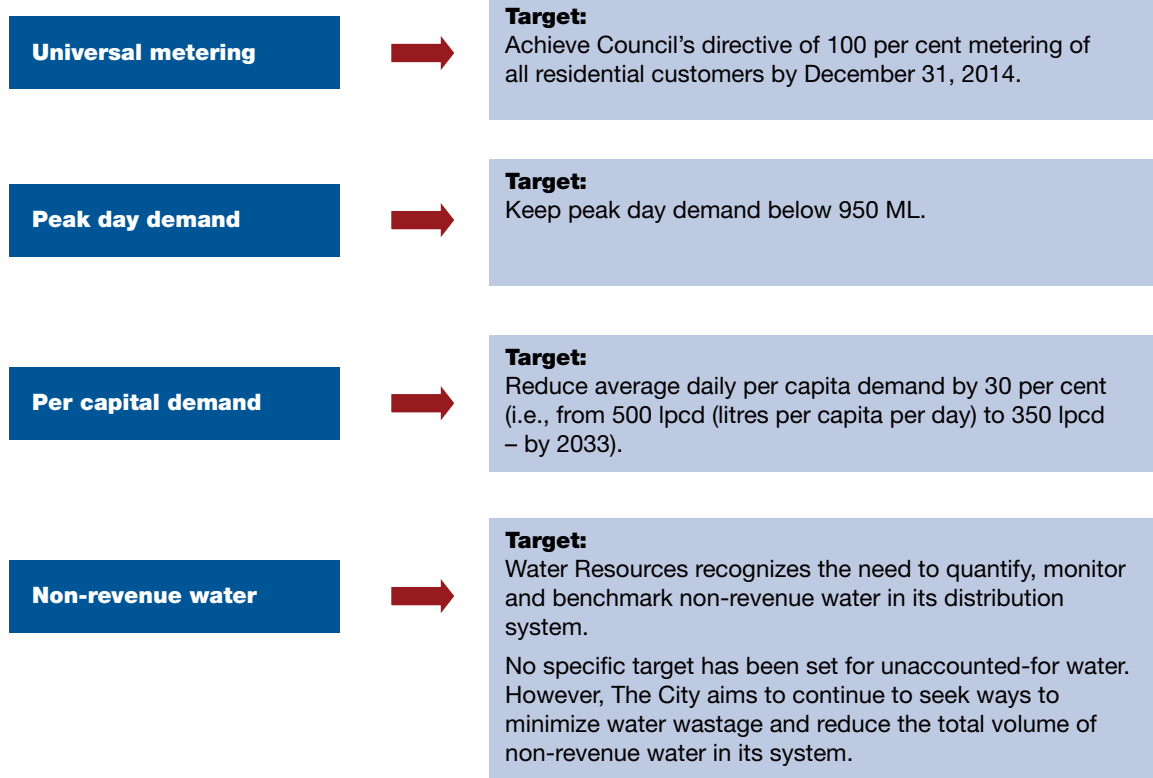 Universal metering
Target:
Achieve Council's directive of 100 per cent metering of
all residential customers by December 31, 2014.
Peak day demand
Target:
Keep peak day demand below 950 ML.
Per capital demand
Target:
Reduce average daily per capita demand by 30 per cent
(i.e., from 500 lpcd (litres per capita per day) to 350 lpcd
– by 2033).
Non-revenue water
Target:
Water Resources recognizes the need to quantify, monitor
and benchmark non-revenue water in its distribution
system.
No specific target has been set for unaccounted-for water.
However, The City aims to continue to seek ways to
minimize water wastage and reduce the total volume of
non-revenue water in its system.